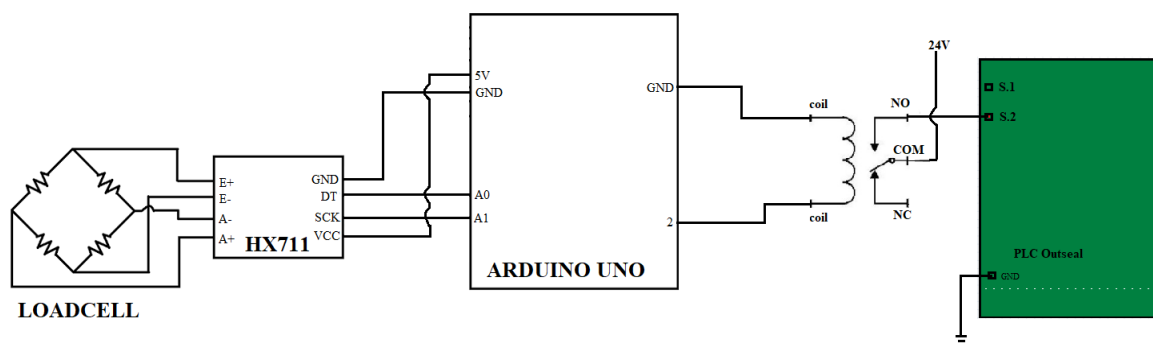 24V
5V
GND
GND
coil
NO
S.1
S.2
COM
E+
E-
A-
A+
GND
DT
SCK
VCC
HX711
A0
A1
2
coil
NC
ARDUINO UNO
PLC Outseal
GND
LOADCELL